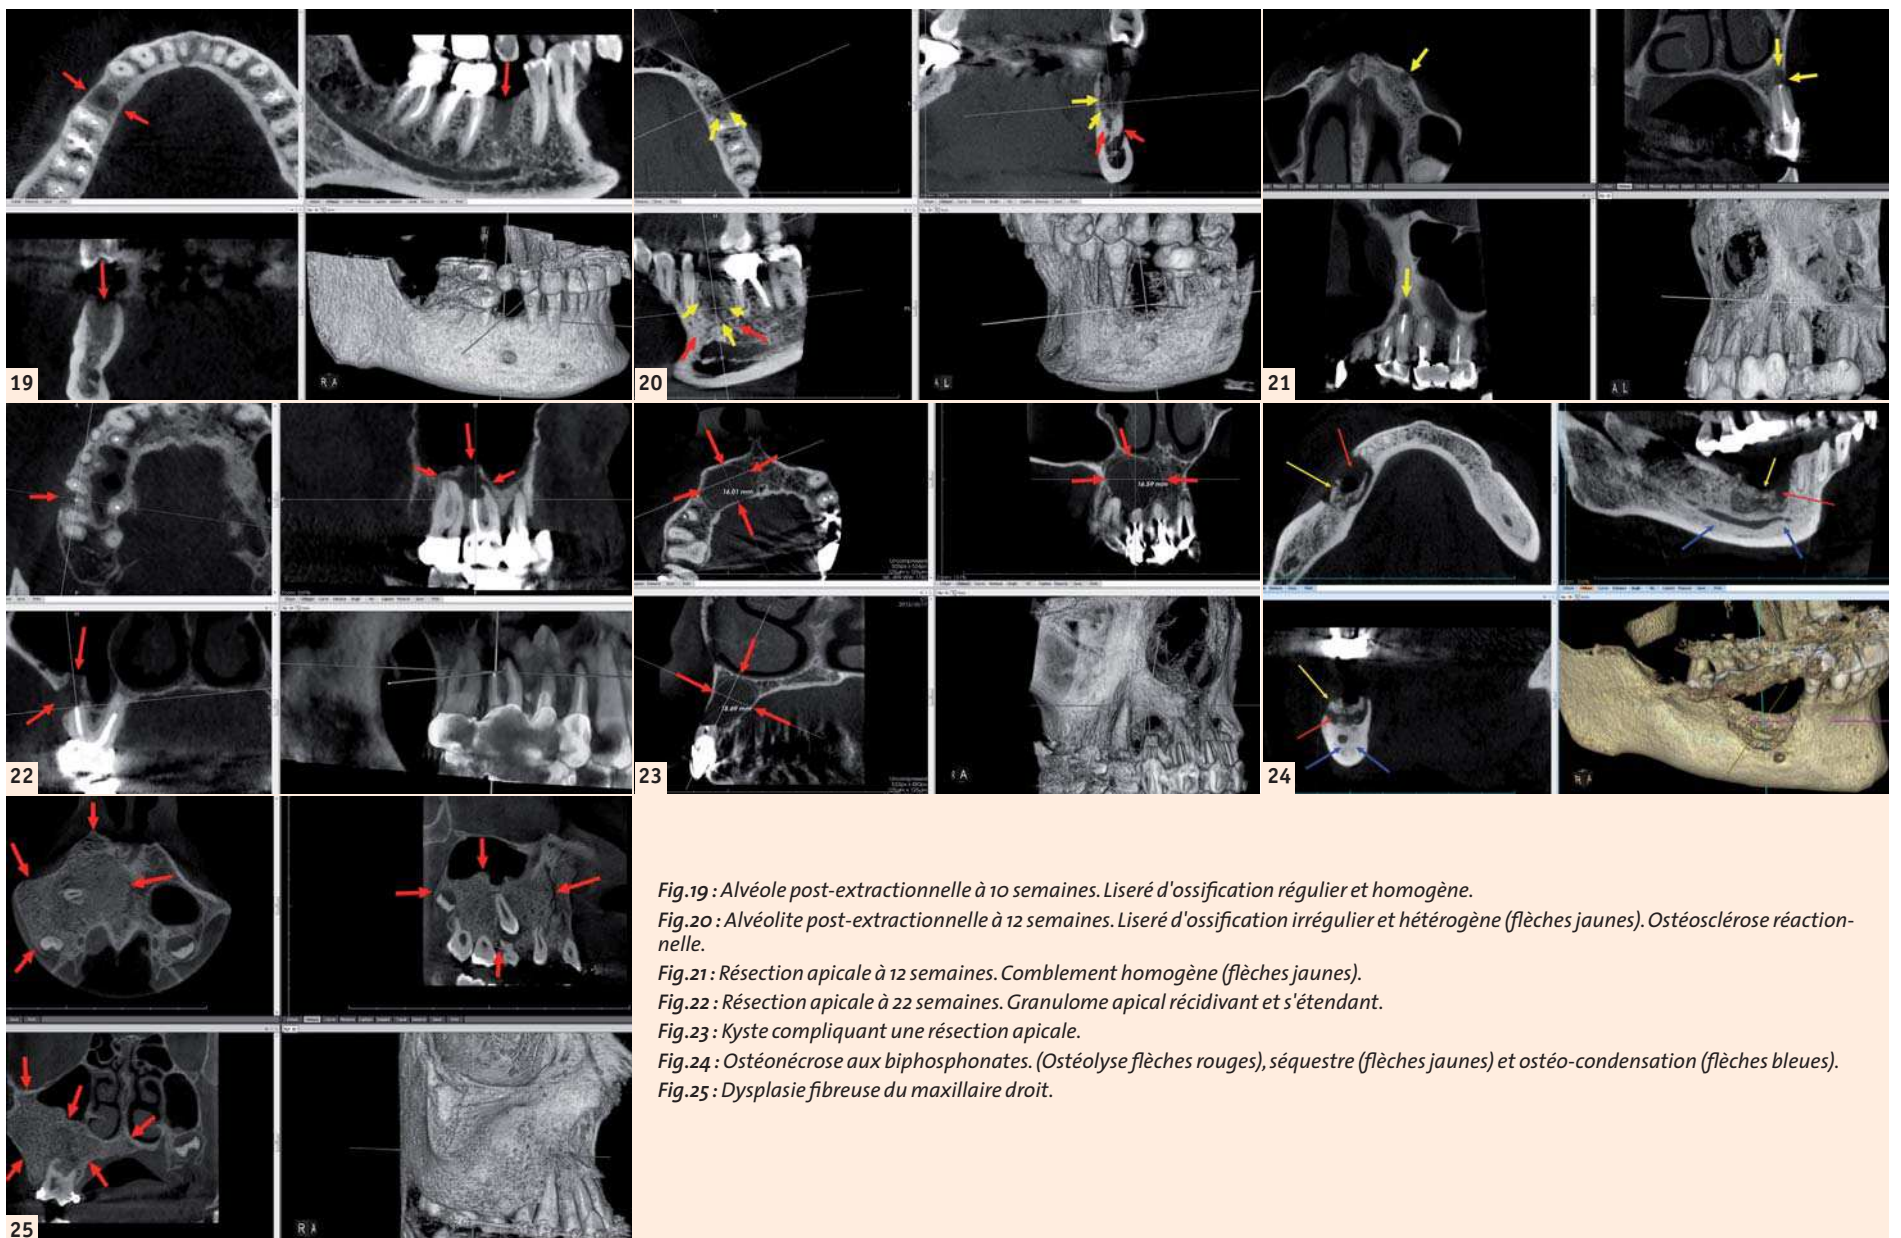 19
R A
20
A L
21
A L
22
23
16.01 mm
16.59 mm
18.69 mm
R A
24
R A
25
R A
Fig.19 : Alvéole post-extractionnelle à 10 semaines. Liseré d'ossification régulier et homogène.
Fig.20 : Alvéolite post-extractionnelle à 12 semaines. Liseré d'ossification irrégulier et hétérogène (flèches jaunes). Ostéosclérose réaction-
nelle.
Fig.21 : Résection apicale à 12 semaines. Comblement homogène (flèches jaunes).
Fig.22 : Résection apicale à 22 semaines. Granulome apical récidivant et s'étendant.
Fig.23 : Kyste compliquant une résection apicale.
Fig.24 : Ostéonécrose aux biphosphonates. (Ostéolyse flèches rouges), séquestre (flèches jaunes) et ostéo-condensation (flèches bleues).
Fig.25 : Dysplasie fibreuse du maxillaire droit.